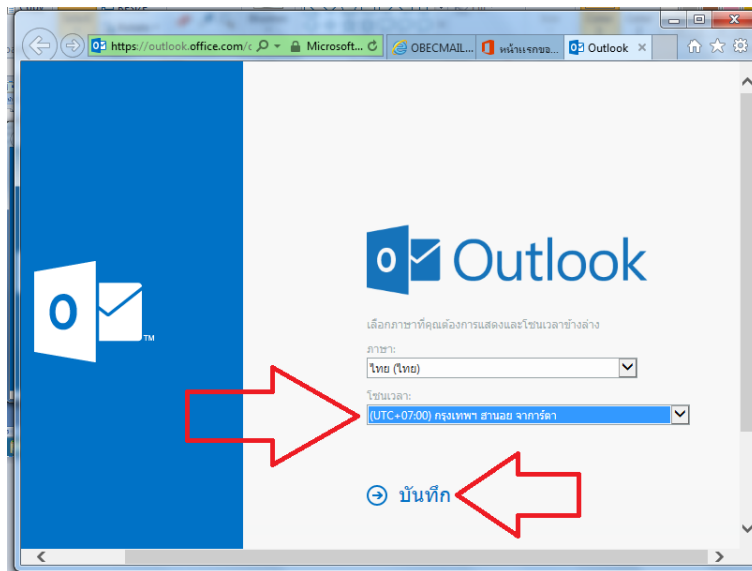 https://outlook.office.com/c
Microsoft...
OBECMAIL...
หน้าแรกขอ...
Outlook
Outlook
TM
เลือกภาษาที่คุณต้องการแสดงและโซนเวลาข้างล่าง
ภาษา:
ไทย (ไทย)
โซนเวลา:
(UTC+07:00) กรุงเทพฯ ฮานอย จาการ์ตา
บันทึก